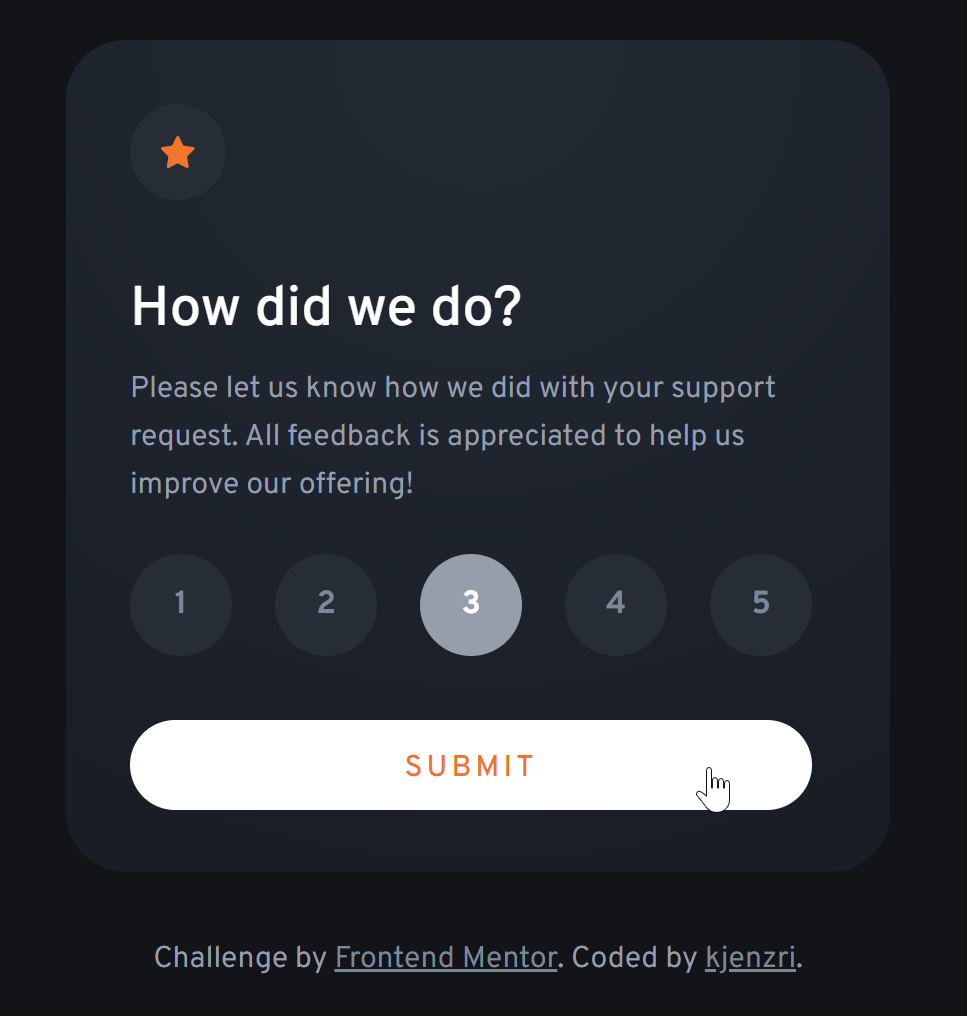 How did we do?
Please let us know how we did with your support
request. All feedback is appreciated to help us
improve our offering!
1 2 3 4 5
SUBMIT
Challenge by Frontend Mentor. Coded by kjenzri.